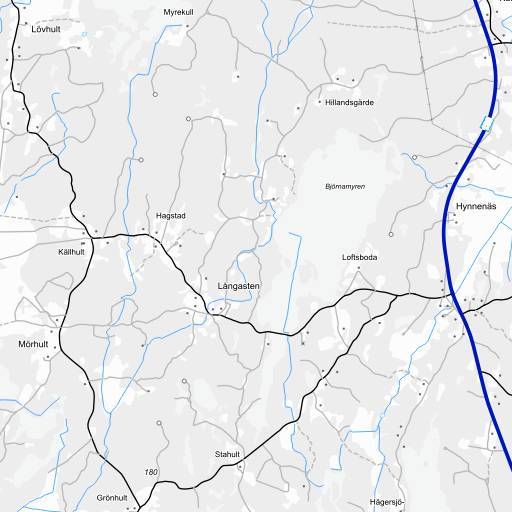 Myrekull
Lövhult
Hillandsgärde
Björnamyren
Hynnenäs
Hagstad
Källhult
Loftsboda
Långasten
Mörhult
Stahult
180
Grönhult
Hägersjö-